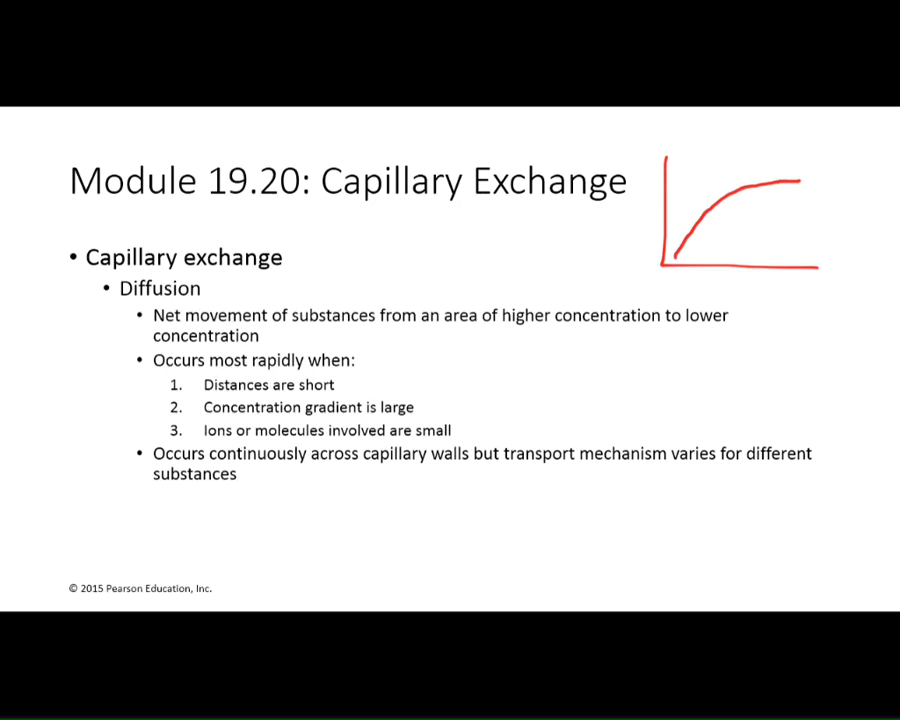 Module 19.20: Capillary Exchange
• Capillary exchange
• Diffusion
• Net movement of substances from an area of higher concentration to lower
concentration
• Occurs most rapidly when:
1. Distances are short
2. Concentration gradient is large
3. Ions or molecules involved are small
• Occurs continuously across capillary walls but transport mechanism varies for different
substances
© 2015 Pearson Education, Inc.